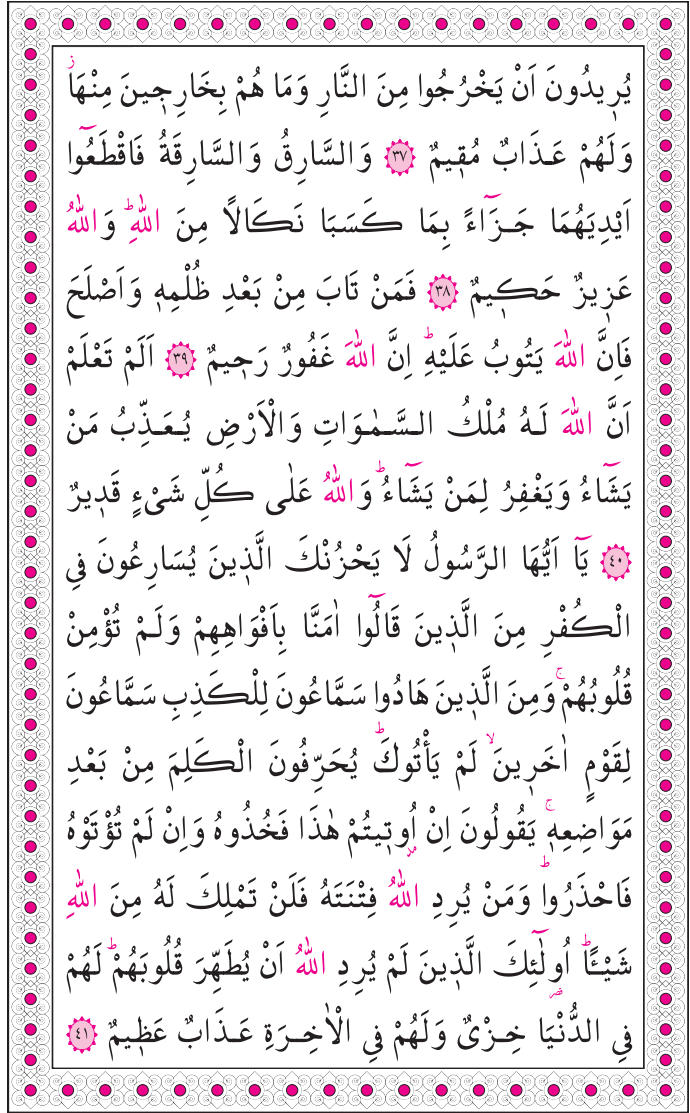 يُرٖيدُونَ اَنْ يَخْرُجُوا مِنَ النَّارِ وَمَا هُمْ بِخَارِجٖينَ مِنْهَاۘ
وَلَهُمْ عَذَابٌ مُقٖيمٌ ﴿٣٧﴾ وَالسَّارِقُ وَالسَّارِقَةُ فَاقْطَعُٓوا
اَيْدِيَهُمَا جَزَٓاءً بِمَا كَسَبَا نَكَالًا مِنَ اللّٰهِؕ وَاللّٰهُ
عَزٖيزٌ حَكٖيمٌ ﴿٣٨﴾ فَمَنْ تَابَ مِنْ بَعْدِ ظُلْمِهٖ وَاَصْلَحَ
فَاِنَّ اللّٰهَ يَتُوبُ عَلَيْهِؕ اِنَّ اللّٰهَ غَفُورٌ رَحٖيمٌ ﴿٣٩﴾ اَلَمْ تَعْلَمْ
اَنَّ اللّٰهَ لَهُ مُلْكُ السَّمٰوَاتِ وَالْاَرْضِ يُعَذِّبُ مَنْ
يَشَٓاءُ وَيَغْفِرُ لِمَنْ يَشَٓاءُؕ وَاللّٰهُ عَلٰى كُلِّ شَیْءٍ قَدٖيرٌ
﴿٤٠﴾ يَٓا اَيُّهَا الرَّسُولُ لَا يَحْزُنْكَ الَّذٖينَ يُسَارِعُونَ فِي
الْكُفْرِ مِنَ الَّذٖينَ قَالُٓوا اٰمَنَّا بِاَفْوَاهِهِمْ وَلَمْ تُؤْمِنْ
قُلُوبُهُمْۚ وَمِنَ الَّذٖينَ هَادُوا سَمَّاعُونَ لِلْكَذِبِ سَمَّاعُونَ
لِقَوْمٍ اٰخَرٖينَۙ لَمْ يَأْتُوكَؕ يُحَرِّفُونَ الْكَلِمَ مِنْ بَعْدِ
مَوَاضِعِهٖۚ يَقُولُونَ اِنْ اُوتٖيتُمْ هٰذَا فَخُذُوهُ وَاِنْ لَمْ تُؤْتَوْهُ
فَاحْذَرُواؕ وَمَنْ يُرِدِ اللّٰهُ فِتْنَتَهُ فَلَنْ تَمْلِكَ لَهُ مِنَ اللّٰهِ
شَيْـًٔاؕ اُولٰٓئِكَ الَّذٖينَ لَمْ يُرِدِ اللّٰهُ اَنْ يُطَهِّرَ قُلُوبَهُمْؕ لَهُمْ
فِي الدُّنْيَا خِزْیٌ وَلَهُمْ فِي الْاٰخِرَةِ عَذَابٌ عَظٖيمٌ ﴿٤١﴾